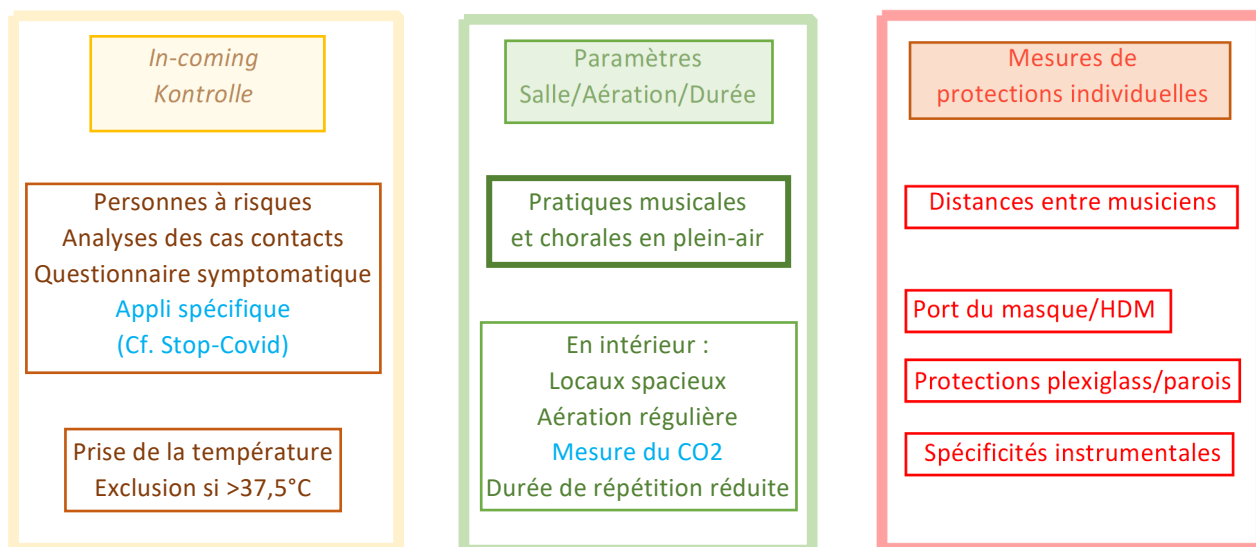 In-coming
Kontrolle
Personnes à risques
Analyses des cas contacts
Questionnaire symptomatique
Appli spécifique
(Cf. Stop-Covid)
Prise de la température
Exclusion si >37,5°C
Paramètres
Salle/Aération/Durée
Pratiques musicales
et chorales en plein-air
En intérieur :
Locaux spacieux
Aération régulière
Mesure du CO2
Durée de répétition réduite
Mesures de
protections individuelles
Distances entre musiciens
Port du masque/HDM
Protections plexiglass/parois
Spécificités instrumentales